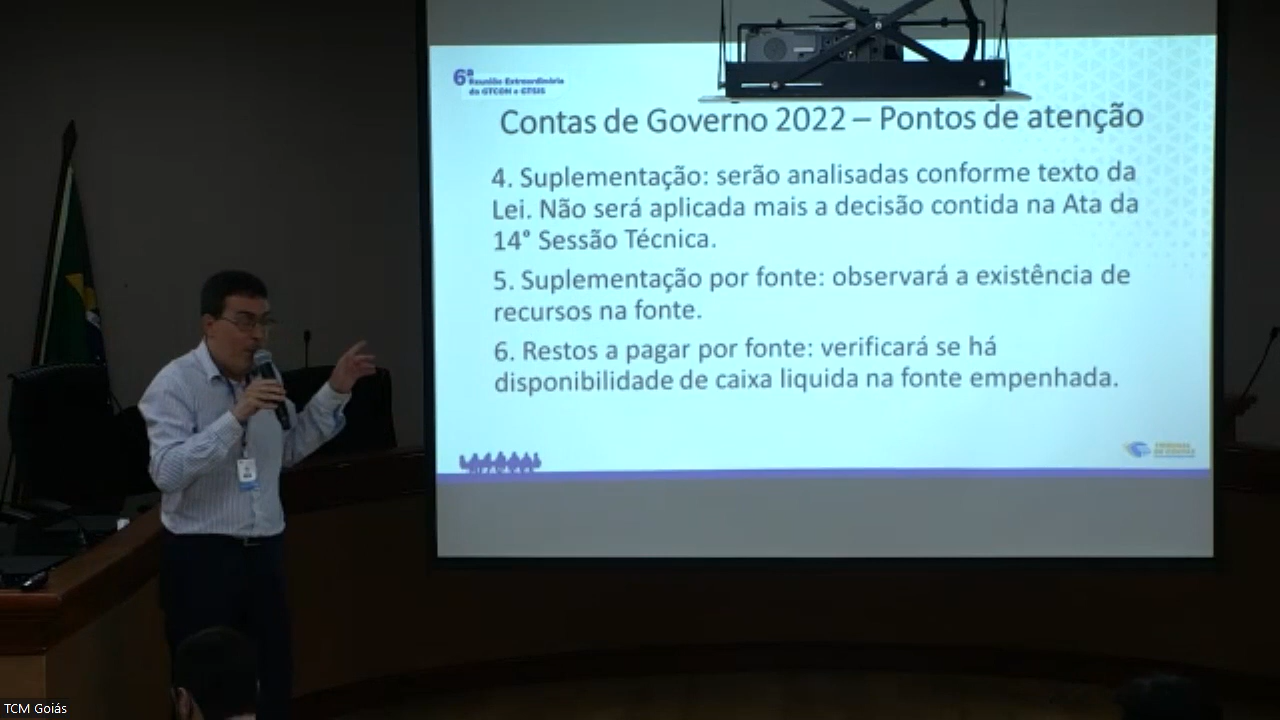 6ª Reunião Extraordinária
do GTCON e GTSIS
Contas de Governo 2022 – Pontos de atenção
4. Suplementação: serão analisadas conforme texto da
Lei. Não será aplicada mais a decisão contida na Ata da
14° Sessão Técnica.
5. Suplementação por fonte: observará a existência de
recursos na fonte.
6. Restos a pagar por fonte: verificará se há
disponibilidade de caixa liquida na fonte empenhada.
TRIBUNAL
DE CONTAS
TCM Goiás